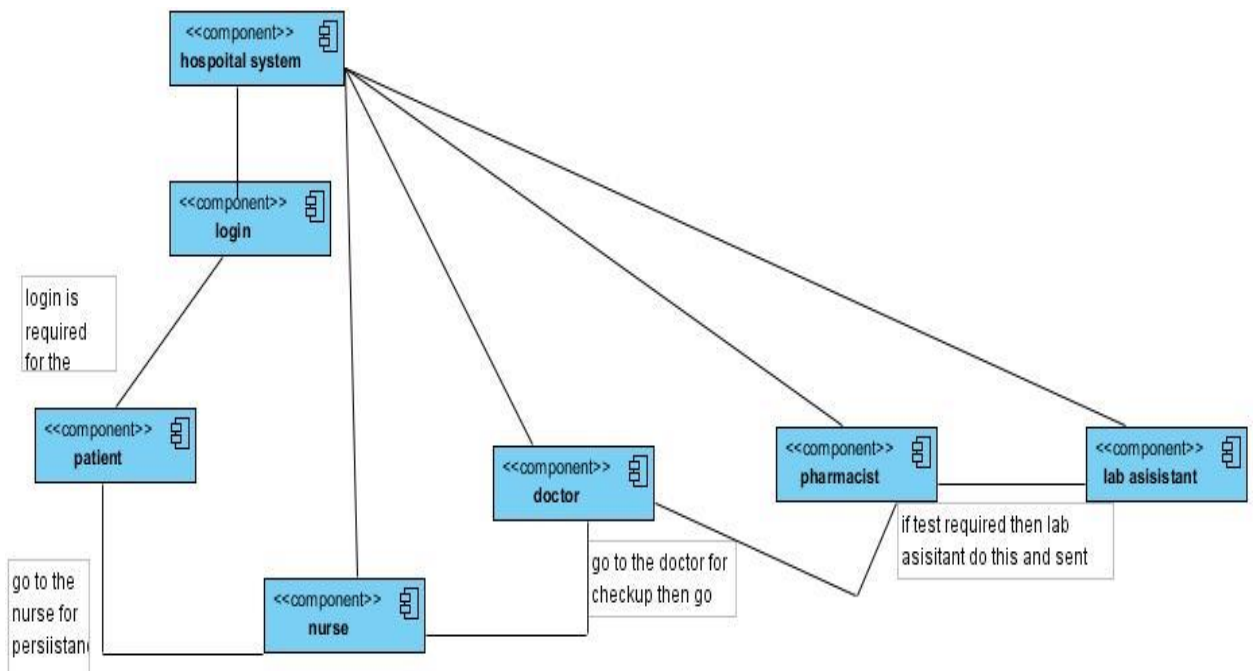 <<component>>
hospoital system
<<component>>
login
login is
required
for the
<<component>>
patient
<<component>>
doctor
<<component>>
pharmacist
<<component>>
lab asisistant
if test required then lab
asisitant do this and sent
go to the doctor for
checkup then go
go to the
nurse for
persiistan
<<component>>
nurse